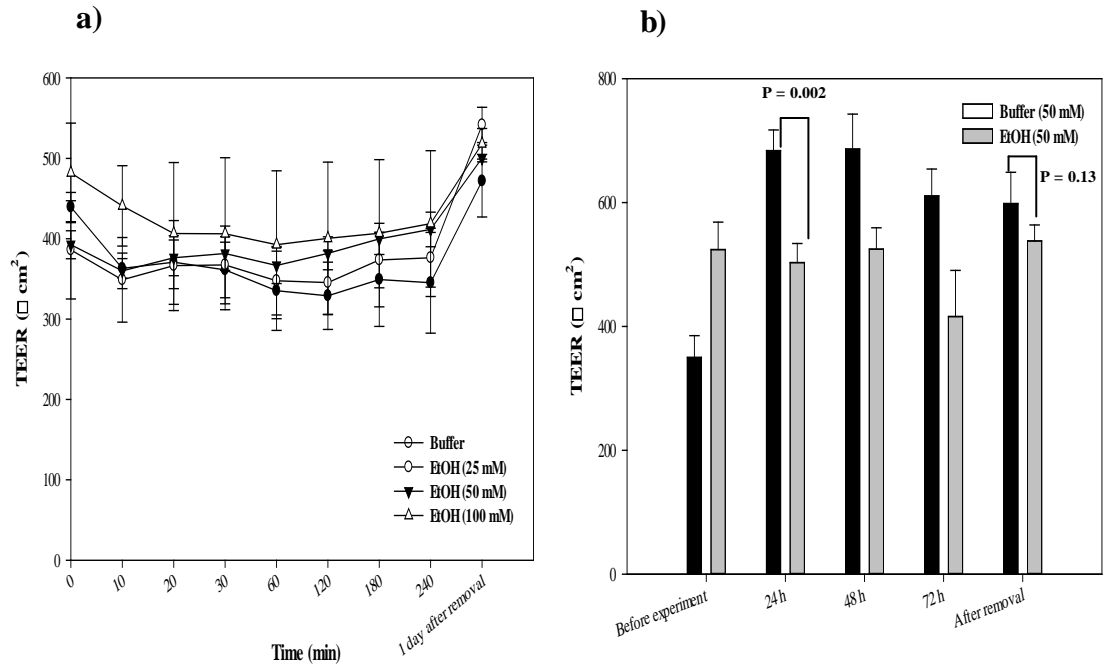 a)
TEER (□ cm²)
600
500
400
300
200
100
0
Buffer
EtOH (25 mM)
EtOH (50 mM)
EtOH (100 mM)
0
10
20
30
60
120
180
240
1 day after removal
Time (min)
b)
TEER (□ cm²)
800
600
400
200
0
P = 0.002
Buffer (50 mM)
EtOH (50 mM)
P = 0.13
Before experiment
24 h
48 h
72 h
After removal